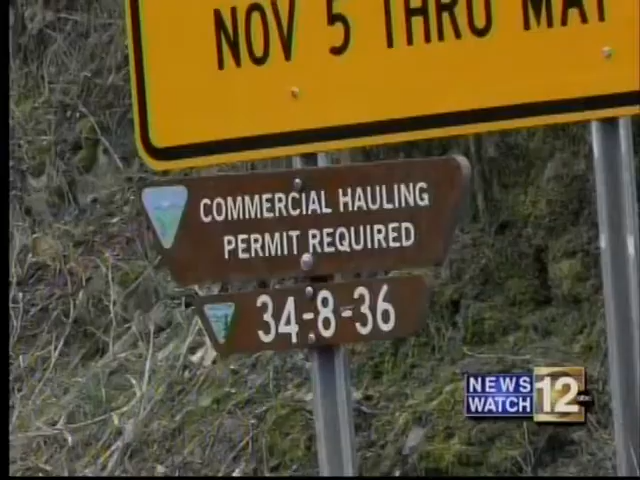 NOV 5 THRU MAY
COMMERCIAL HAULING
PERMIT REQUIRED
34-8-36
NEWS
WATCH 12